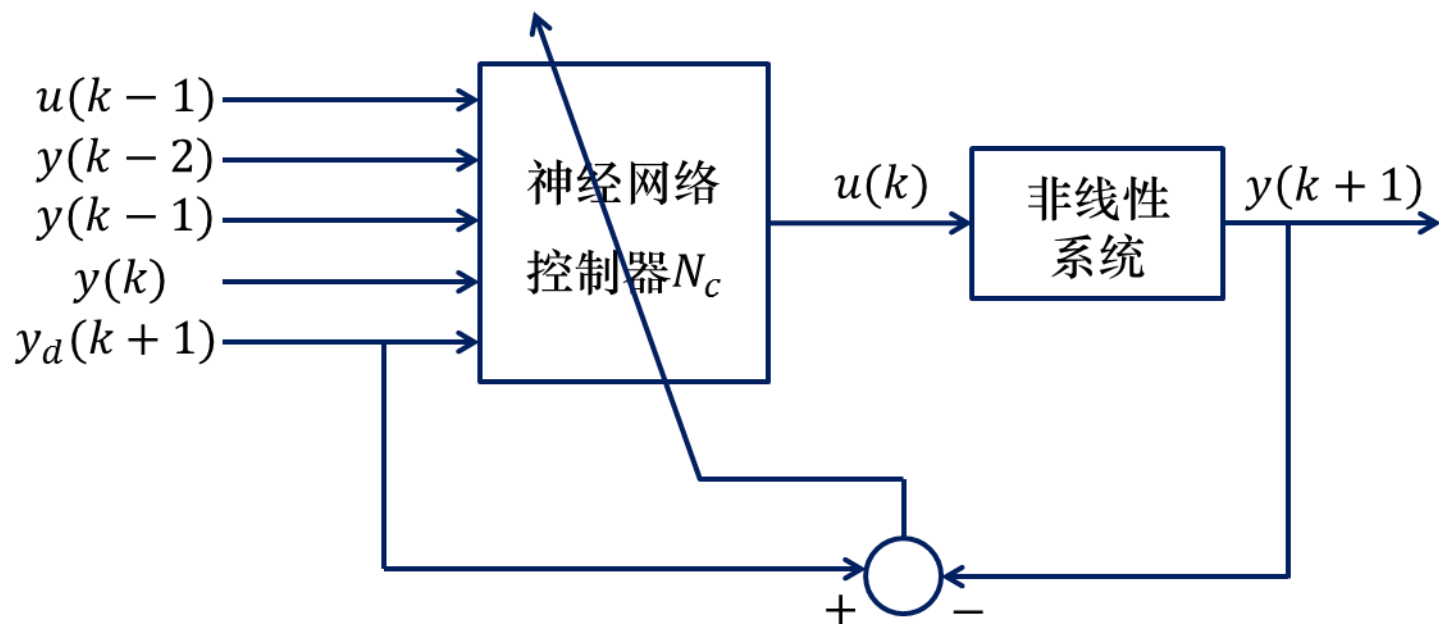 u(k − 1)
y(k − 2)
y(k − 1)
y(k)
y_d(k + 1)
神经网络
控制器N_c
u(k)
非线性
系统
y(k + 1)
+
−